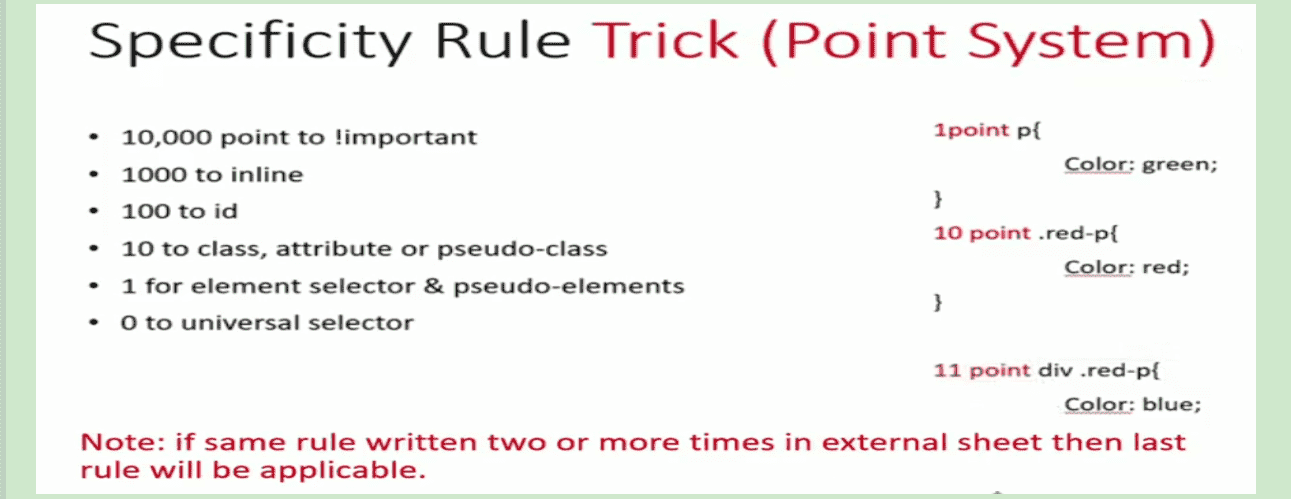 Specificity Rule Trick (Point System)
• 10,000 point to !important
• 1000 to inline
• 100 to id
• 10 to class, attribute or pseudo-class
• 1 for element selector & pseudo-elements
• 0 to universal selector
1point p{
Color: green;
}
10 point .red-p{
Color: red;
}
11 point div .red-p{
Color: blue;
Note: if same rule written two or more times in external sheet then last
rule will be applicable.